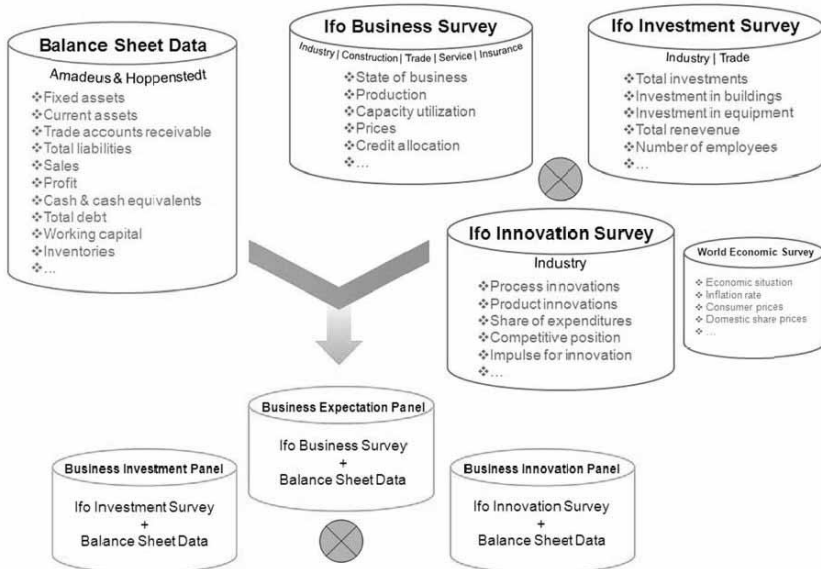 Balance Sheet Data
Amadeus & Hoppenstedt
❖Fixed assets
❖Current assets
❖Trade accounts receivable
❖Total liabilities
❖Sales
❖Profit
❖Cash & cash equivalents
❖Total debt
❖Working capital
❖Inventories
❖...
Ifo Business Survey
Industry | Construction | Trade | Service | Insurance
❖State of business
❖Production
❖Capacity utilization
❖Prices
❖Credit allocation
❖...
Ifo Investment Survey
Industry | Trade
❖Total investments
❖Investment in buildings
❖Investment in equipment
❖Total renevenue
❖Number of employees
❖...
Ifo Innovation Survey
Industry
❖Process innovations
❖Product innovations
❖Share of expenditures
❖Competitive position
❖Impulse for innovation
❖...
World Economic Survey
❖ Economic situation
❖ Inflation rate
❖ Consumer prices
❖ Domestic share prices
❖ ...
Business Expectation Panel
Ifo Business Survey
+
Balance Sheet Data
Business Investment Panel
Ifo Investment Survey
+
Balance Sheet Data
Business Innovation Panel
Ifo Innovation Survey
+
Balance Sheet Data